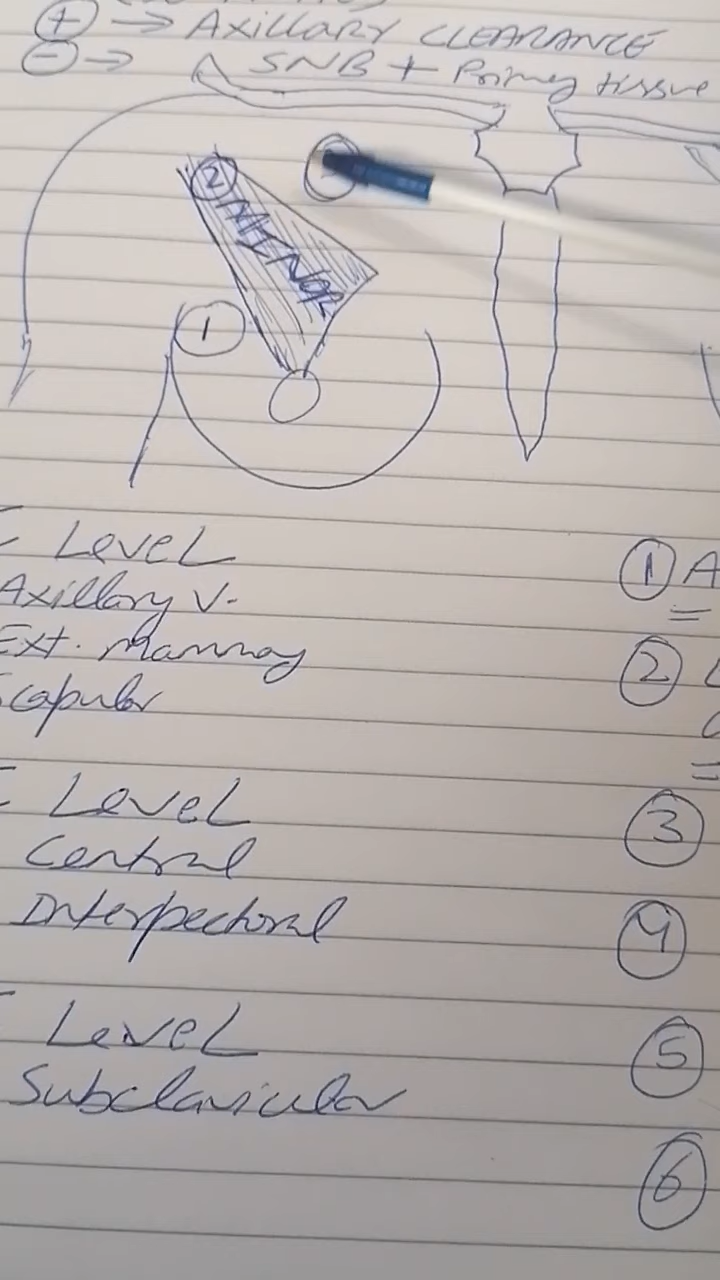 + → AXILLARY CLEARANCE
- → SNB + Primary tissue
2
MINOR
1
LeveL
Axillary V.
Ext. Mammay
scapular
LeveL
Central
Interpectoral
LeveL
Subclavicular
1 A
=
2
=
3
4
5
6